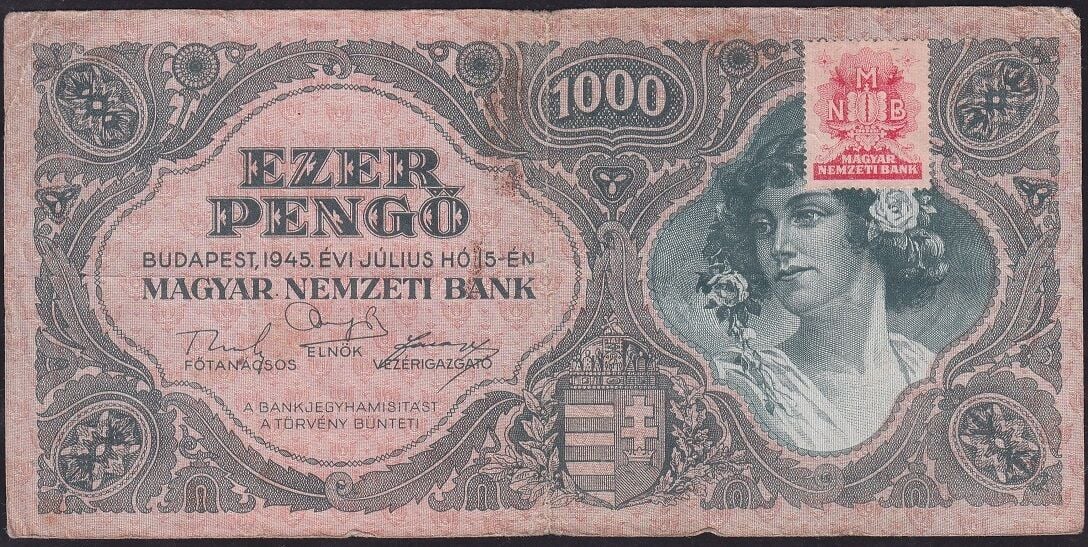 1000
EZER
PENGŐ
BUDAPEST, 1945. ÉVI JÚLIUS HÓ 15-ÉN
MAGYAR NEMZETI BANK
FŐTANÁCSOS
ELNÖK
VEZÉRIGAZGATÓ
A BANKJEGYHAMISITÁST
A TÖRVÉNY BÜNTETI
M
N B
MAGYAR
NEMZETI BANK